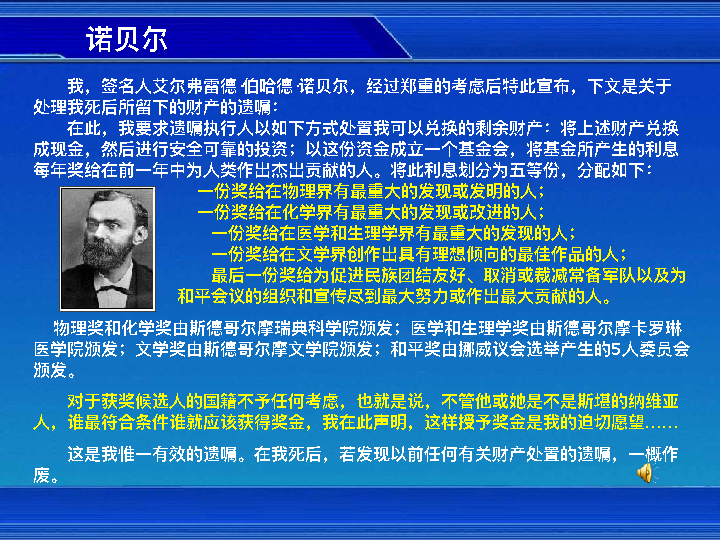 诺贝尔
我，签名人艾尔弗雷德·伯哈德·诺贝尔，经过郑重的考虑后特此宣布，下文是关于
处理我死后所留下的财产的遗嘱：
在此，我要求遗嘱执行人以如下方式处置我可以兑换的剩余财产：将上述财产兑换
成现金，然后进行安全可靠的投资；以这份资金成立一个基金会，将基金所产生的利息
每年奖给在前一年中为人类作出杰出贡献的人。将此利息划分为五等份，分配如下：
一份奖给在物理界有最重大的发现或发明的人；
一份奖给在化学界有最重大的发现或改进的人；
一份奖给在医学和生理学界有最重大的发现的人；
一份奖给在文学界创作出具有理想倾向的最佳作品的人；
最后一份奖给为促进民族团结友好、取消或裁减常备军队以及为
和平会议的组织和宣传尽到最大努力或作出最大贡献的人。
物理奖和化学奖由斯德哥尔摩瑞典科学院颁发；医学和生理学奖由斯德哥尔摩卡罗琳
医学院颁发；文学奖由斯德哥尔摩文学院颁发；和平奖由挪威议会选举产生的5人委员会
颁发。
对于获奖候选人的国籍不予任何考虑，也就是说，不管他或她是不是斯堪的纳维亚
人，谁最符合条件谁就应该获得奖金，我在此声明，这样授予奖金是我的迫切愿望……
这是我惟一有效的遗嘱。在我死后，若发现以前任何有关财产处置的遗嘱，一概作
废。